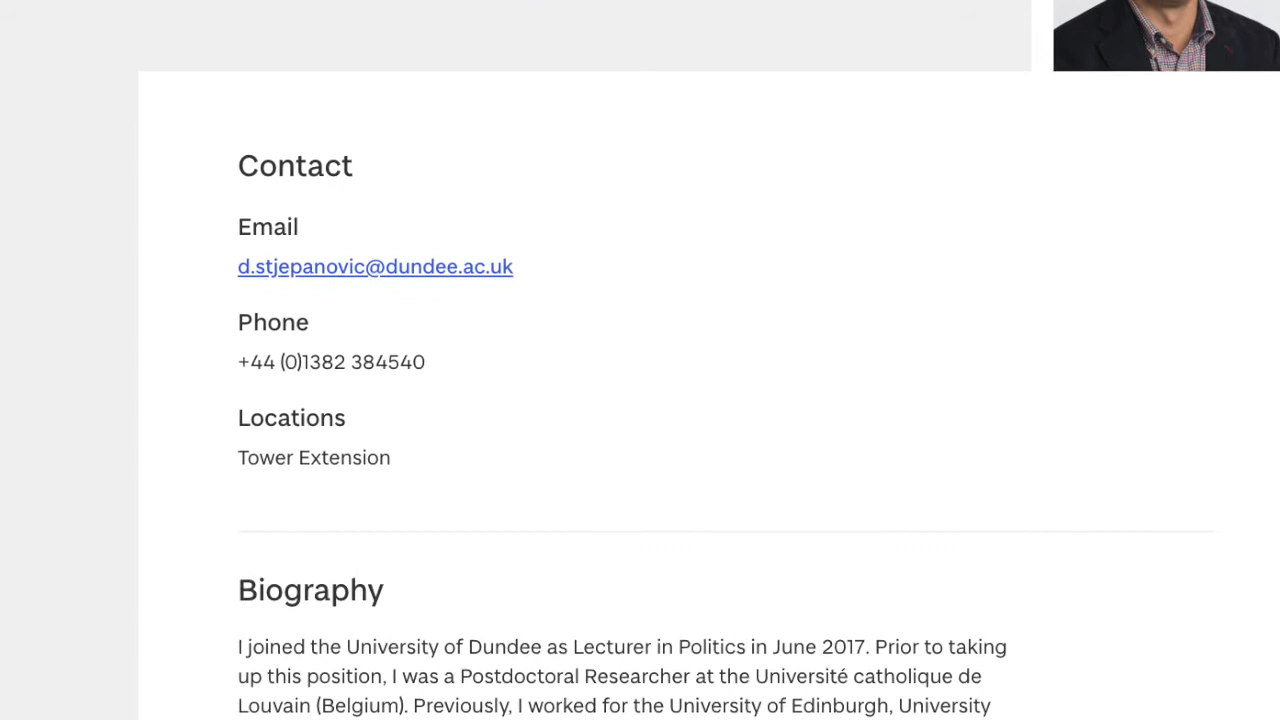 Contact
Email
d.stjepanovic@dundee.ac.uk
Phone
+44 (0)1382 384540
Locations
Tower Extension
Biography
I joined the University of Dundee as Lecturer in Politics in June 2017. Prior to taking
up this position, I was a Postdoctoral Researcher at the Université catholique de
Louvain (Belgium). Previously, I worked for the University of Edinburgh, University